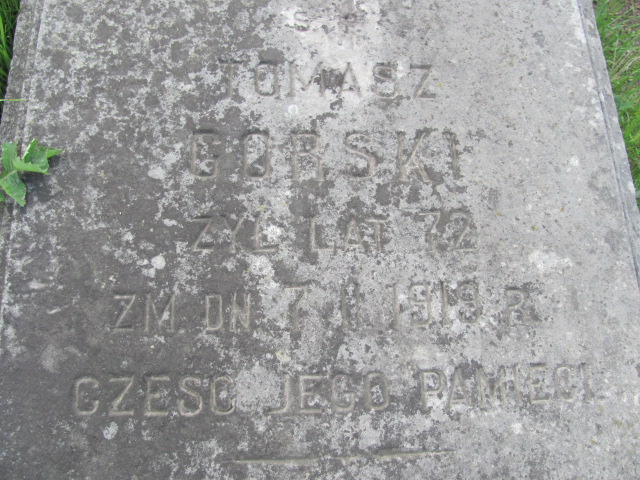 Ś.P.
TOMASZ
GÓRSKI
ŻYŁ LAT 72
ZM. DN 7 I 1919 R.
CZEŚĆ JEGO PAMIĘCI.